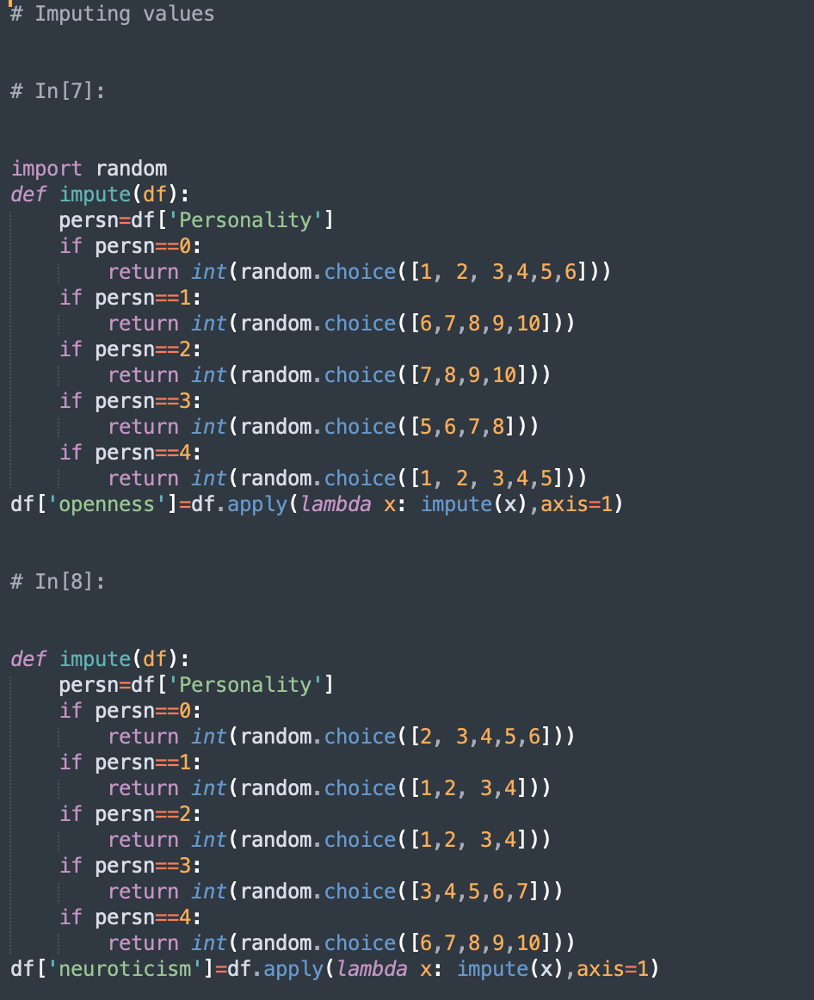 # Imputing values
# In[7]:
import random
def impute(df):
    persn=df['Personality']
    if persn==0:
        return int(random.choice([1, 2, 3,4,5,6]))
    if persn==1:
        return int(random.choice([6,7,8,9,10]))
    if persn==2:
        return int(random.choice([7,8,9,10]))
    if persn==3:
        return int(random.choice([5,6,7,8]))
    if persn==4:
        return int(random.choice([1, 2, 3,4,5]))
df['openness']=df.apply(lambda x: impute(x),axis=1)
# In[8]:
def impute(df):
    persn=df['Personality']
    if persn==0:
        return int(random.choice([2, 3,4,5,6]))
    if persn==1:
        return int(random.choice([1,2, 3,4]))
    if persn==2:
        return int(random.choice([1,2, 3,4]))
    if persn==3:
        return int(random.choice([3,4,5,6,7]))
    if persn==4:
        return int(random.choice([6,7,8,9,10]))
df['neuroticism']=df.apply(lambda x: impute(x),axis=1)